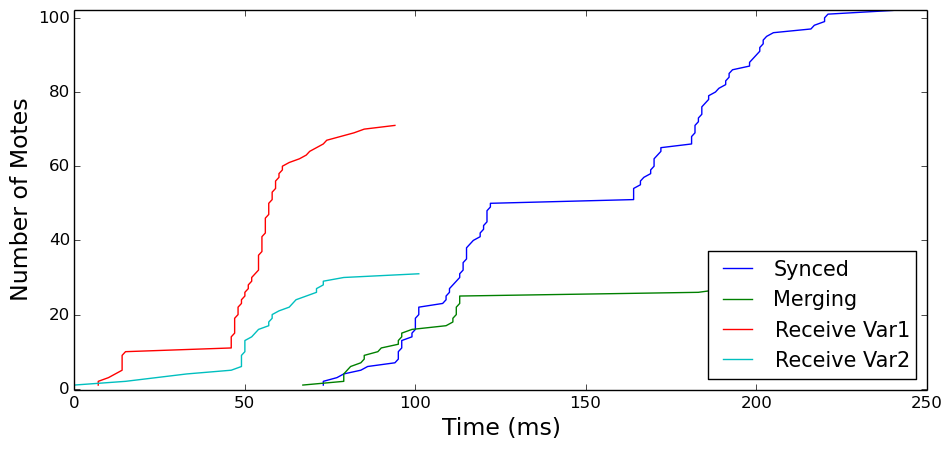 100
80
60
40
20
0
Number of Motes
0 50 100 150 200 250
Time (ms)
Synced
Merging
Receive Var1
Receive Var2